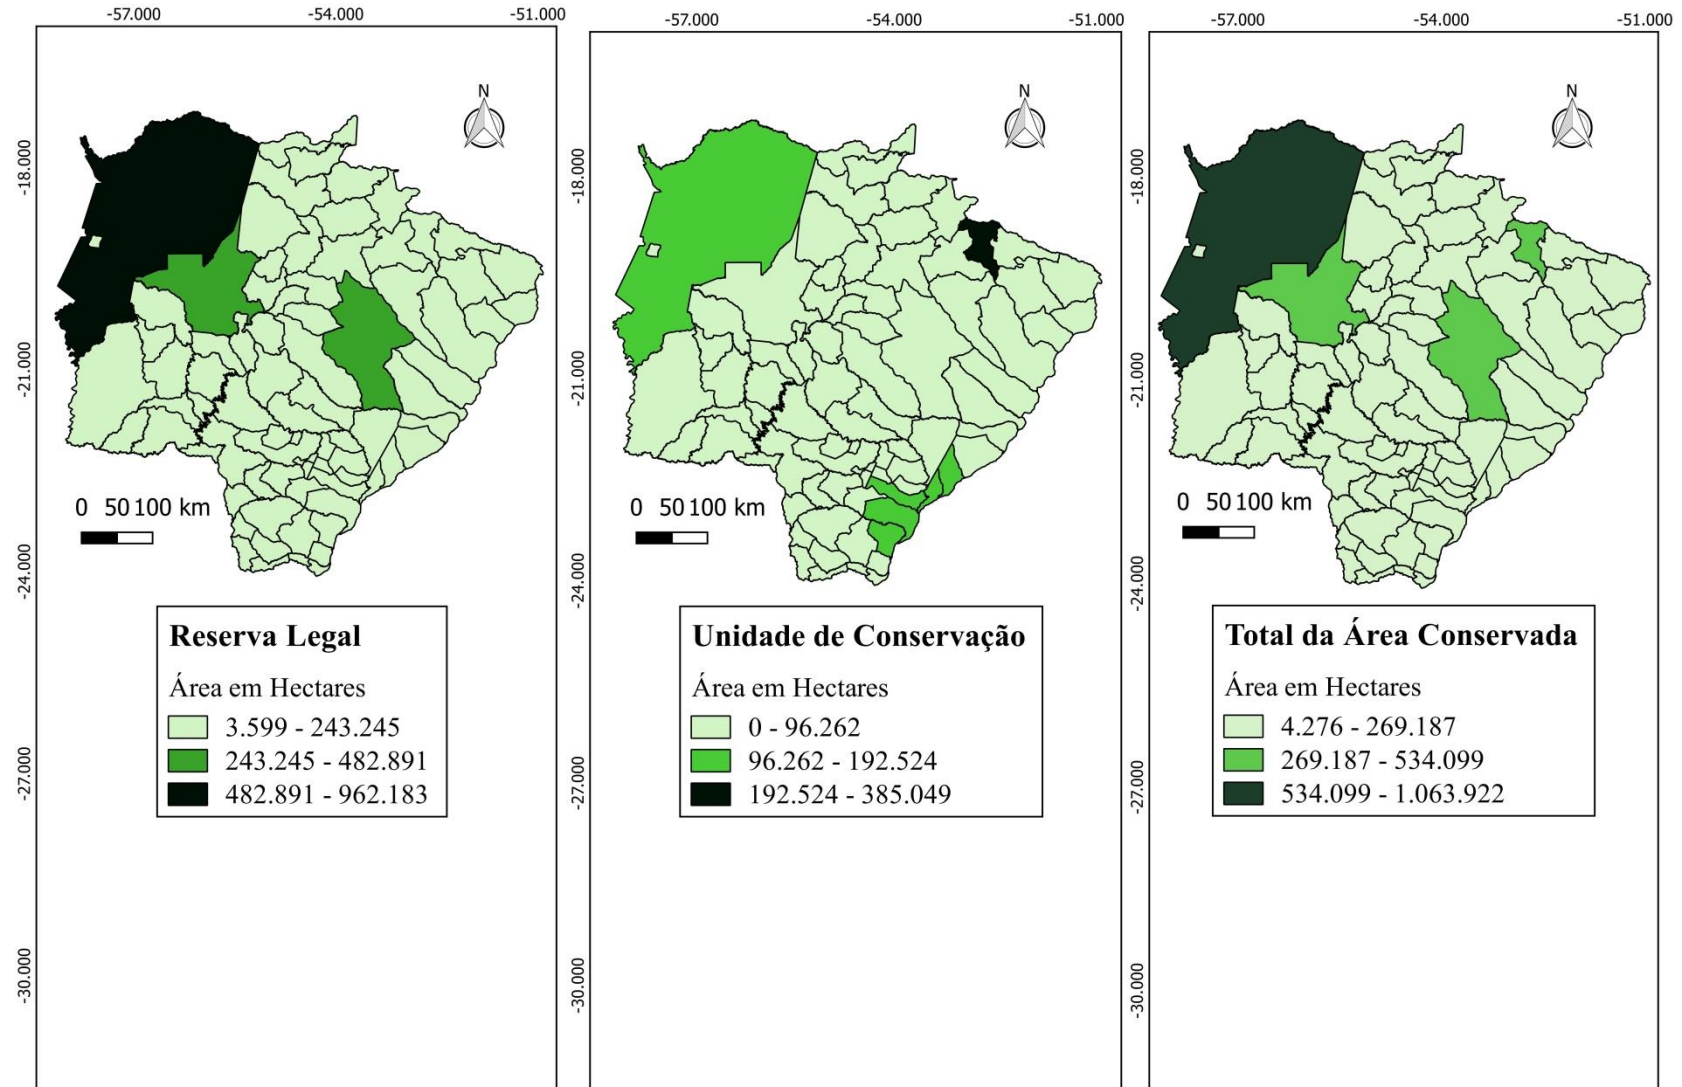 -57.000 -54.000 -51.000
-18.000
-21.000
-24.000
-27.000
-30.000
N
0 50 100 km
Reserva Legal
Área em Hectares
3.599 - 243.245
243.245 - 482.891
482.891 - 962.183
-57.000 -54.000 -51.000
-18.000
-21.000
-24.000
-27.000
-30.000
N
0 50 100 km
Unidade de Conservação
Área em Hectares
0 - 96.262
96.262 - 192.524
192.524 - 385.049
-57.000 -54.000 -51.000
-18.000
-21.000
-24.000
-27.000
-30.000
N
0 50 100 km
Total da Área Conservada
Área em Hectares
4.276 - 269.187
269.187 - 534.099
534.099 - 1.063.922